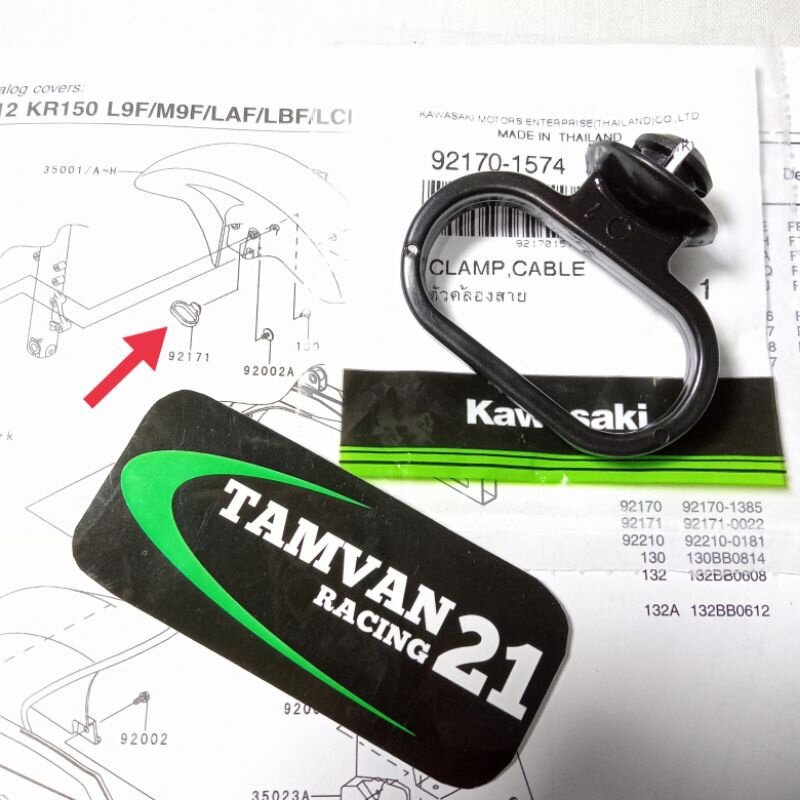 alog covers:
12 KR150 L9F/M9F/LAF/LBF/LCF
35001/A~H
92171
92002A
130
KAWASAKI MOTORS ENTERPRISE(THAILAND)CO.,LTD
MADE IN THAILAND
92170-1574
CLAMP,CABLE
ตัวคล้องสาย
1
Kawasaki
92170 92170-1385
92171 92171-0022
92210 92210-0181
130 130BB0814
132 132BB0608
132A 132BB0612
TAMVAN
RACING
21
92002
35023A